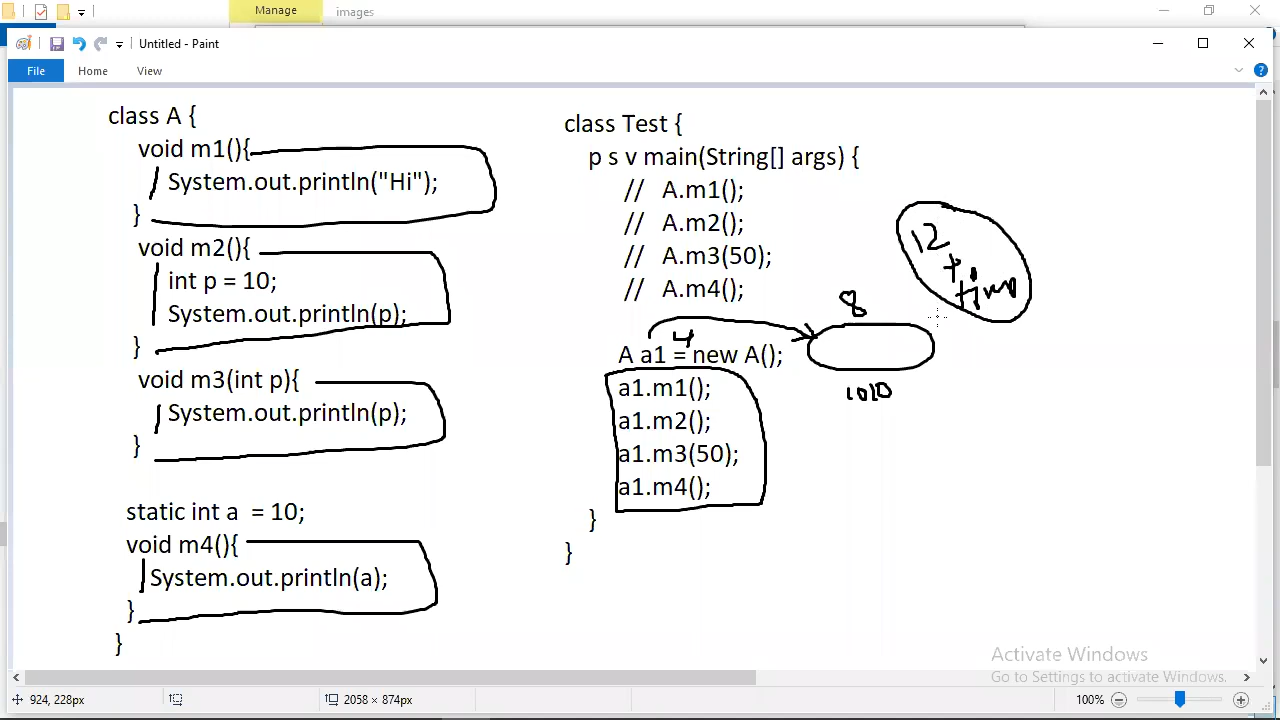 Manage
images
Untitled - Paint
File Home View
class A {
void m1(){
System.out.println("Hi");
}
void m2(){
int p = 10;
System.out.println(p);
}
void m3(int p){
System.out.println(p);
}
static int a = 10;
void m4(){
System.out.println(a);
}
}
class Test {
p s v main(String[] args) {
// A.m1();
// A.m2();
// A.m3(50);
// A.m4();
A a1 = new A();
a1.m1();
a1.m2();
a1.m3(50);
a1.m4();
}
}
4
8
1010
12
+
time
Activate Windows
Go to Settings to activate Windows.
924, 228px
2058 × 874px
100%